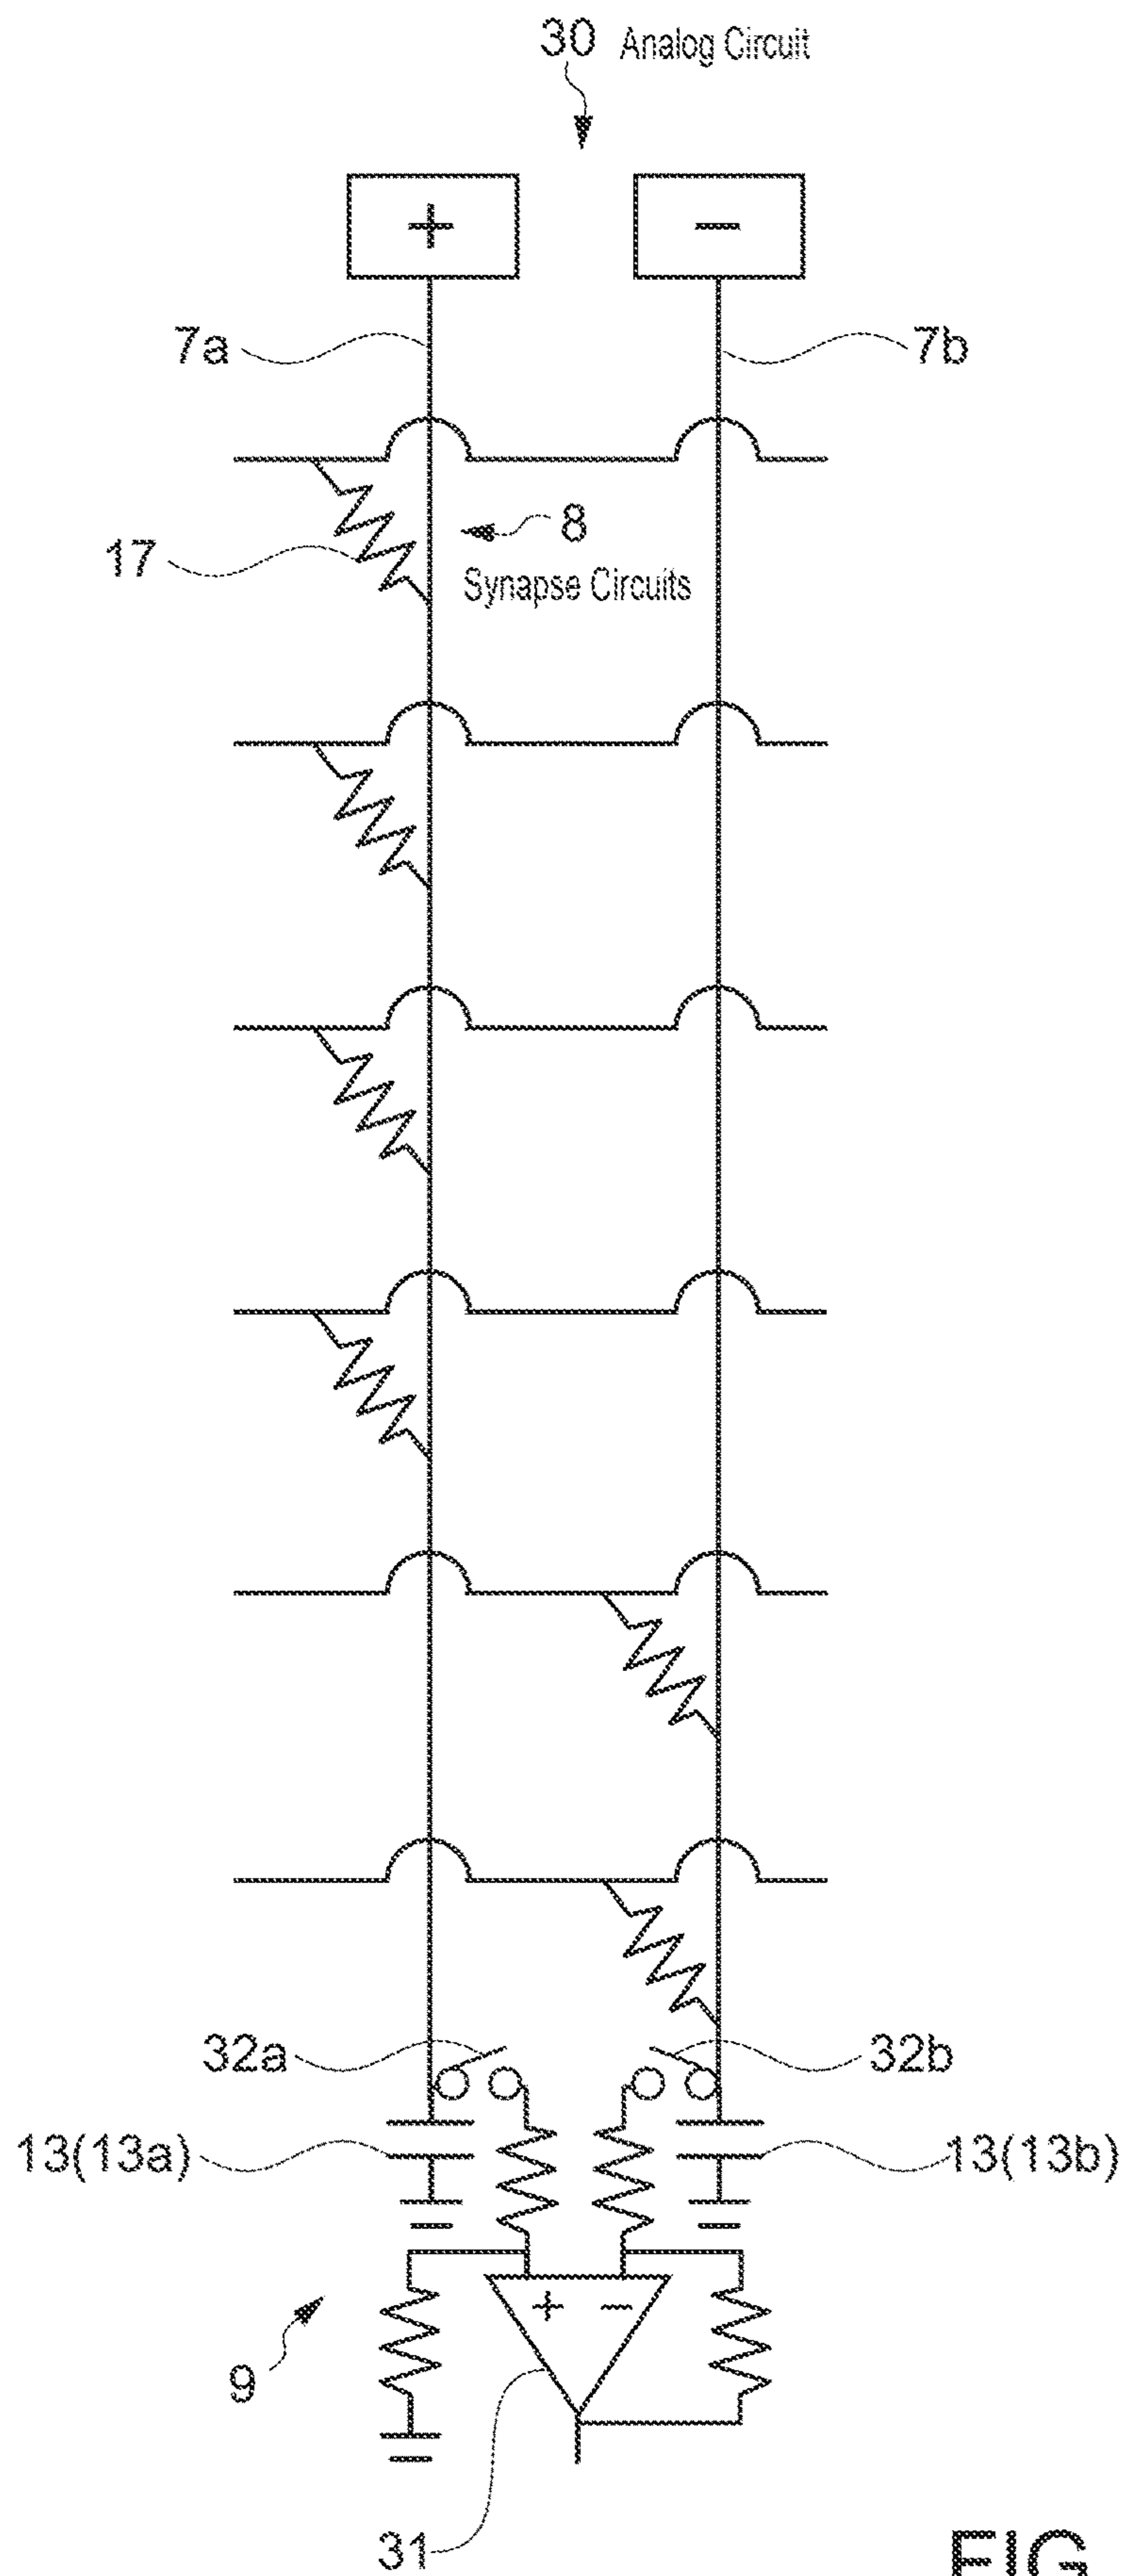 30 Analog Circuit
+ −
7a 7b
8
17
Synapse Circuits
32a 32b
13(13a) 13(13b)
+ −
9
31
FIG